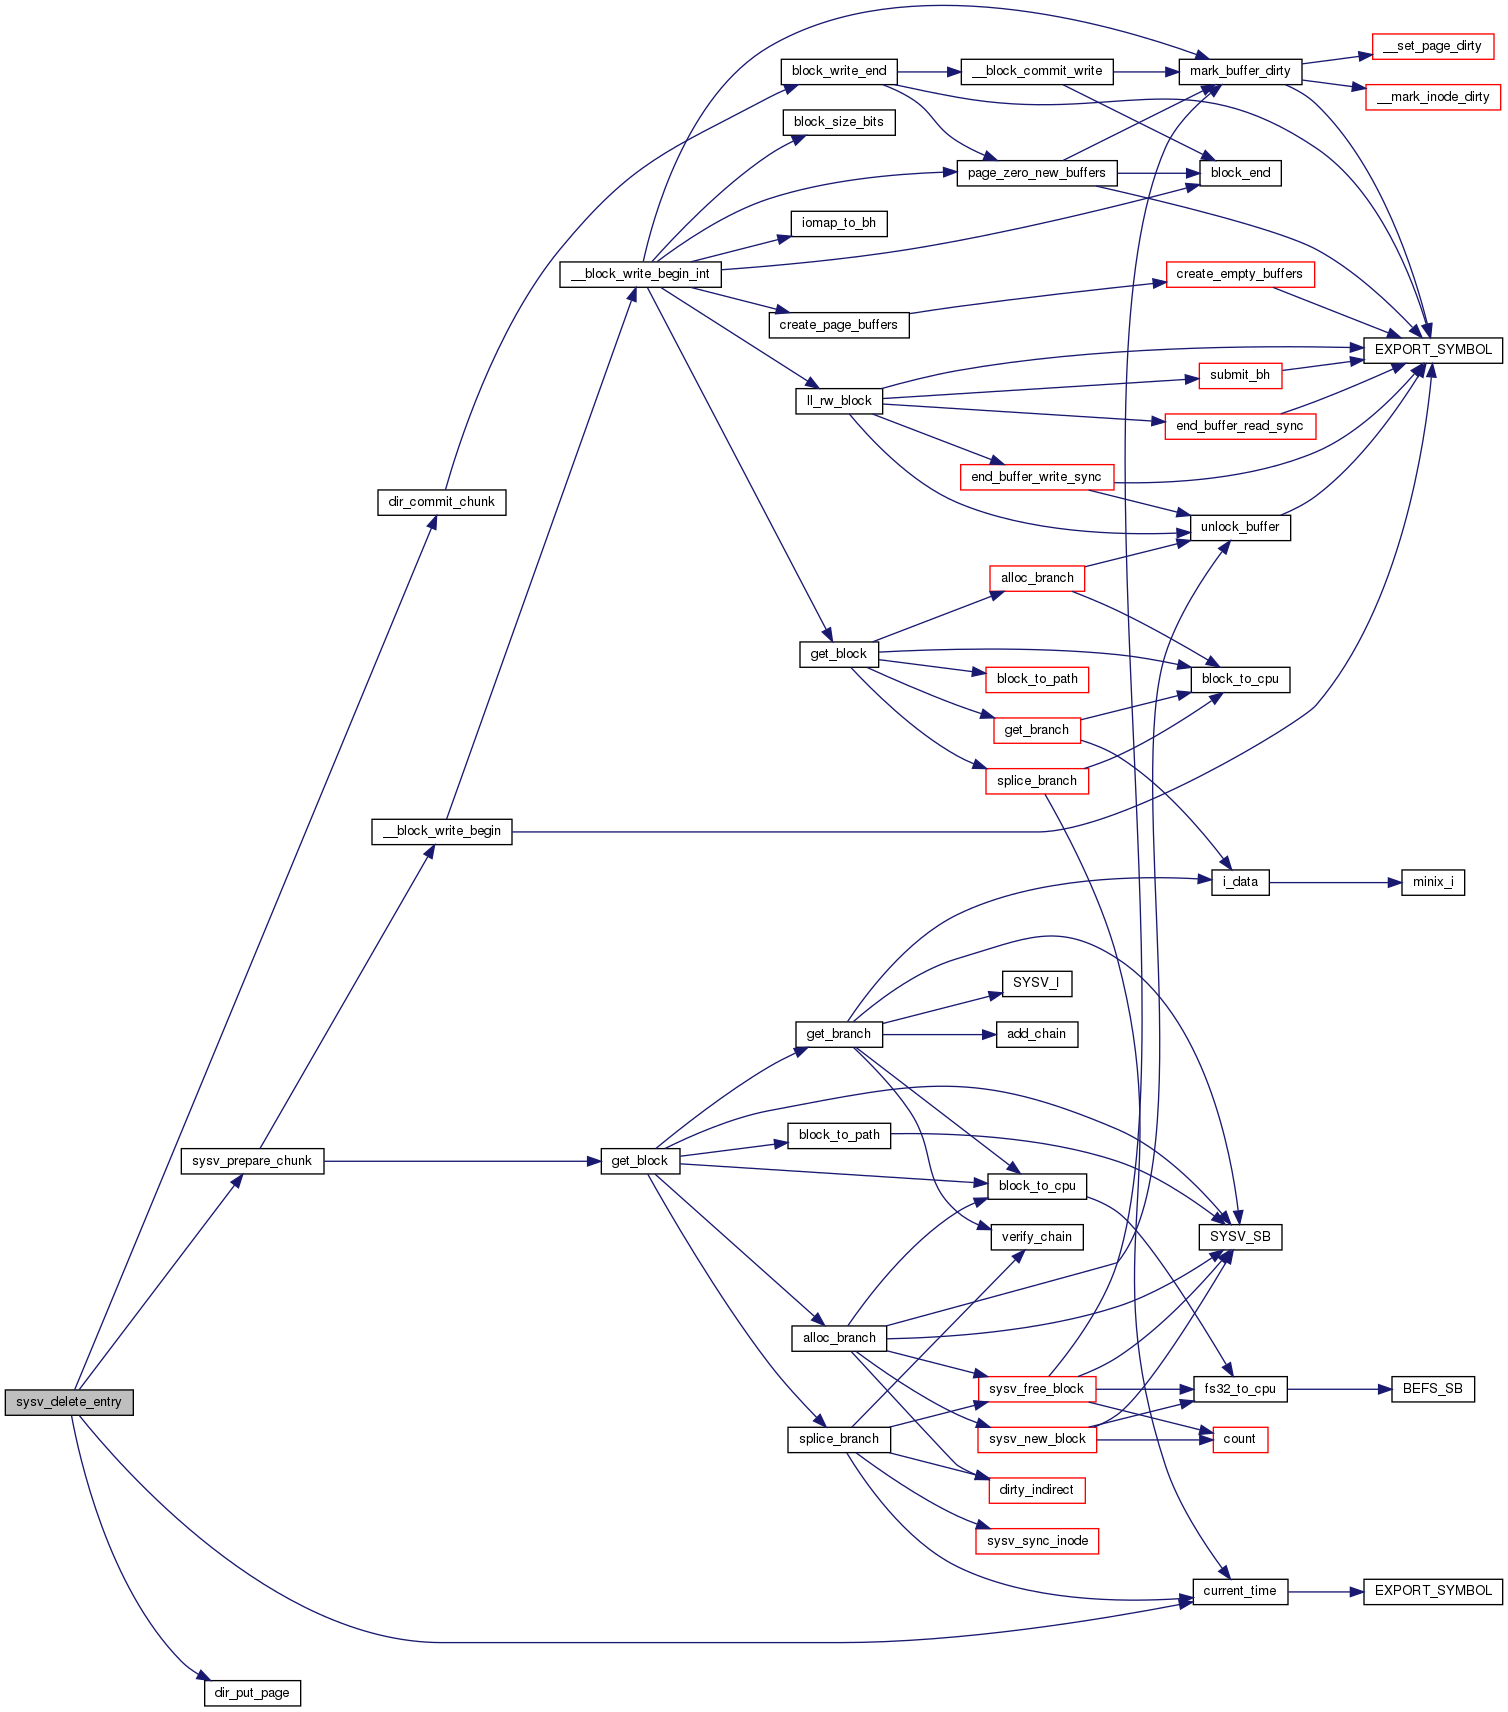 __set_page_dirty
block_write_end
__block_commit_write
mark_buffer_dirty
__mark_inode_dirty
block_size_bits
page_zero_new_buffers
block_end
iomap_to_bh
__block_write_begin_int
create_empty_buffers
create_page_buffers
EXPORT_SYMBOL
submit_bh
ll_rw_block
end_buffer_read_sync
end_buffer_write_sync
dir_commit_chunk
unlock_buffer
alloc_branch
get_block
block_to_path
block_to_cpu
get_branch
splice_branch
__block_write_begin
i_data
minix_i
SYSV_I
get_branch
add_chain
block_to_path
sysv_prepare_chunk
get_block
block_to_cpu
verify_chain
SYSV_SB
alloc_branch
sysv_free_block
fs32_to_cpu
BEFS_SB
sysv_delete_entry
splice_branch
sysv_new_block
count
dirty_indirect
sysv_sync_inode
current_time
EXPORT_SYMBOL
dir_put_page